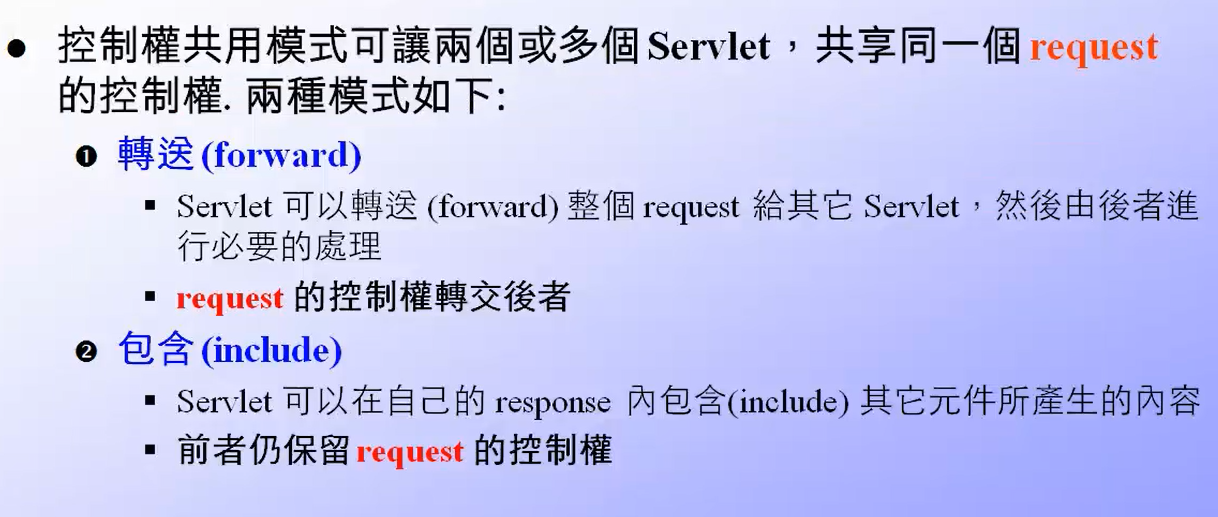 ● 控制權共用模式可讓兩個或多個 Servlet，共享同一個 request
的控制權. 兩種模式如下:
❶ 轉送 (forward)
▪ Servlet 可以轉送 (forward) 整個 request 給其它 Servlet，然後由後者進
行必要的處理
▪ request 的控制權轉交後者
❷ 包含 (include)
▪ Servlet 可以在自己的 response 內包含(include) 其它元件所產生的內容
▪ 前者仍保留 request 的控制權